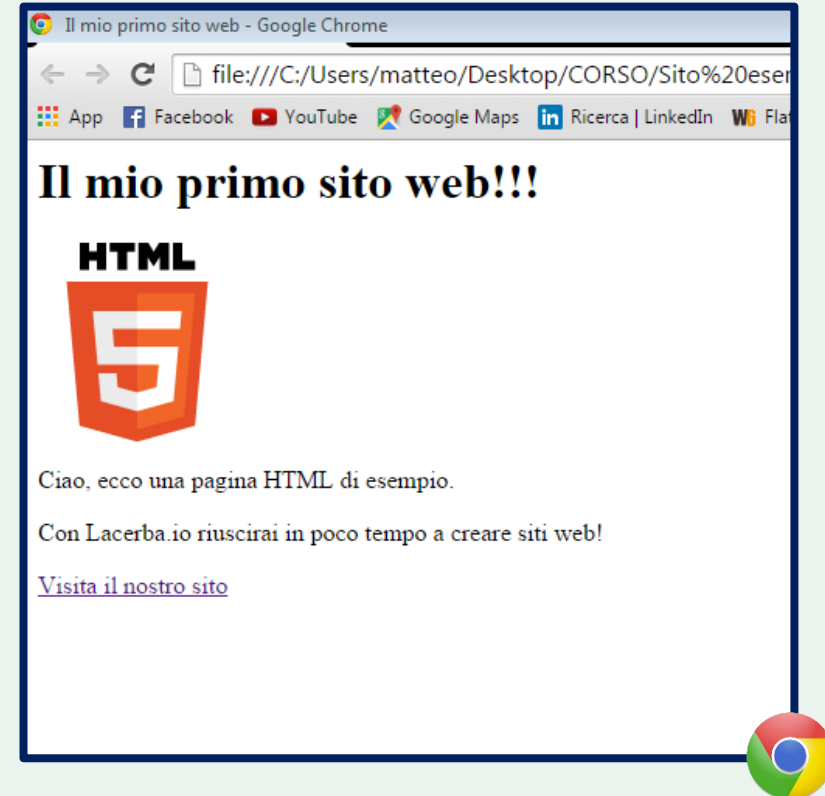 Il mio primo sito web - Google Chrome
file:///C:/Users/matteo/Desktop/CORSO/Sito%20eser
App Facebook YouTube Google Maps Ricerca | LinkedIn Flat
Il mio primo sito web!!!
HTML
5
Ciao, ecco una pagina HTML di esempio.
Con Lacerba.io riuscirai in poco tempo a creare siti web!
Visita il nostro sito